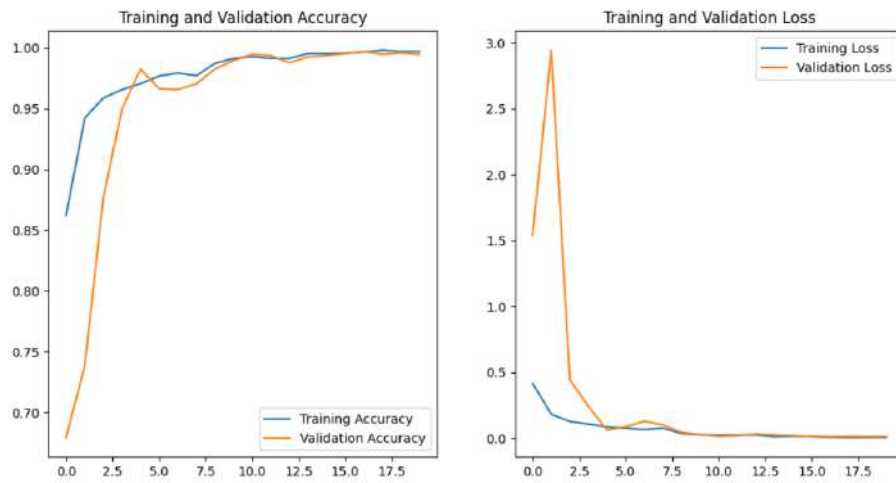 Training and Validation Accuracy
1.00
0.95
0.90
0.85
0.80
0.75
0.70
Training Accuracy
Validation Accuracy
0.0 2.5 5.0 7.5 10.0 12.5 15.0 17.5
Training and Validation Loss
3.0
2.5
2.0
1.5
1.0
0.5
0.0
Training Loss
Validation Loss
0.0 2.5 5.0 7.5 10.0 12.5 15.0 17.5